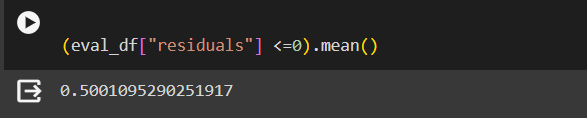 (eval_df["residuals"] <=0).mean()
0.5001095290251917